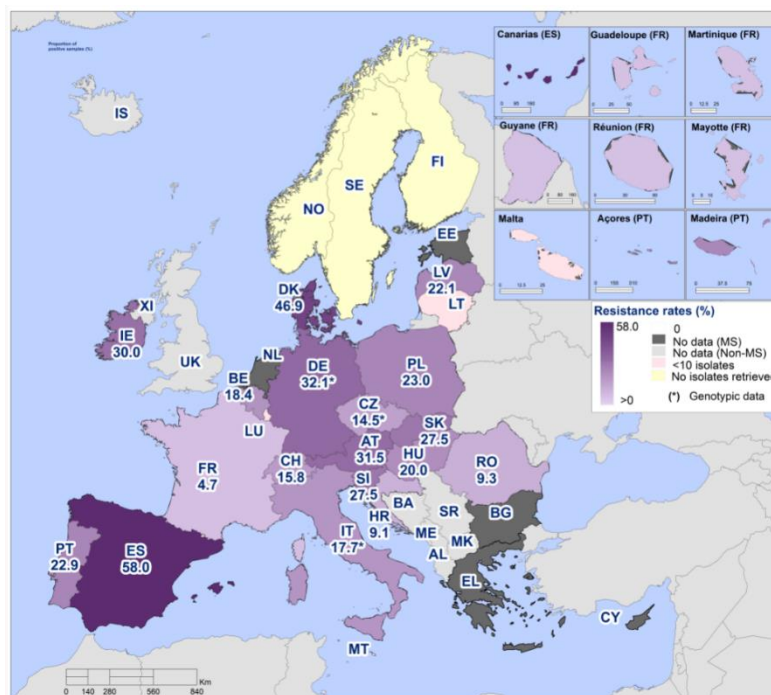 Proportion of
positive samples (%)
Canarias (ES)
Guadeloupe (FR)
Martinique (FR)
Guyane (FR)
Réunion (FR)
Mayotte (FR)
Malta
Açores (PT)
Madeira (PT)
IS
NO
SE
FI
EE
LV
22.1
LT
DK
46.9
XI
IE
30.0
UK
NL
BE
18.4
DE
32.1*
PL
23.0
LU
CZ
14.5*
SK
27.5
AT
31.5
HU
20.0
FR
4.7
CH
15.8
SI
27.5
RO
9.3
HR
9.1
BA
SR
BG
IT
17.7*
ME
MK
AL
PT
22.9
ES
58.0
EL
CY
MT
Resistance rates (%)
58.0
>0
0
No data (MS)
No data (Non-MS)
<10 isolates
No isolates retrieve
(*) Genotypic data
Km
0 140 280 560 840